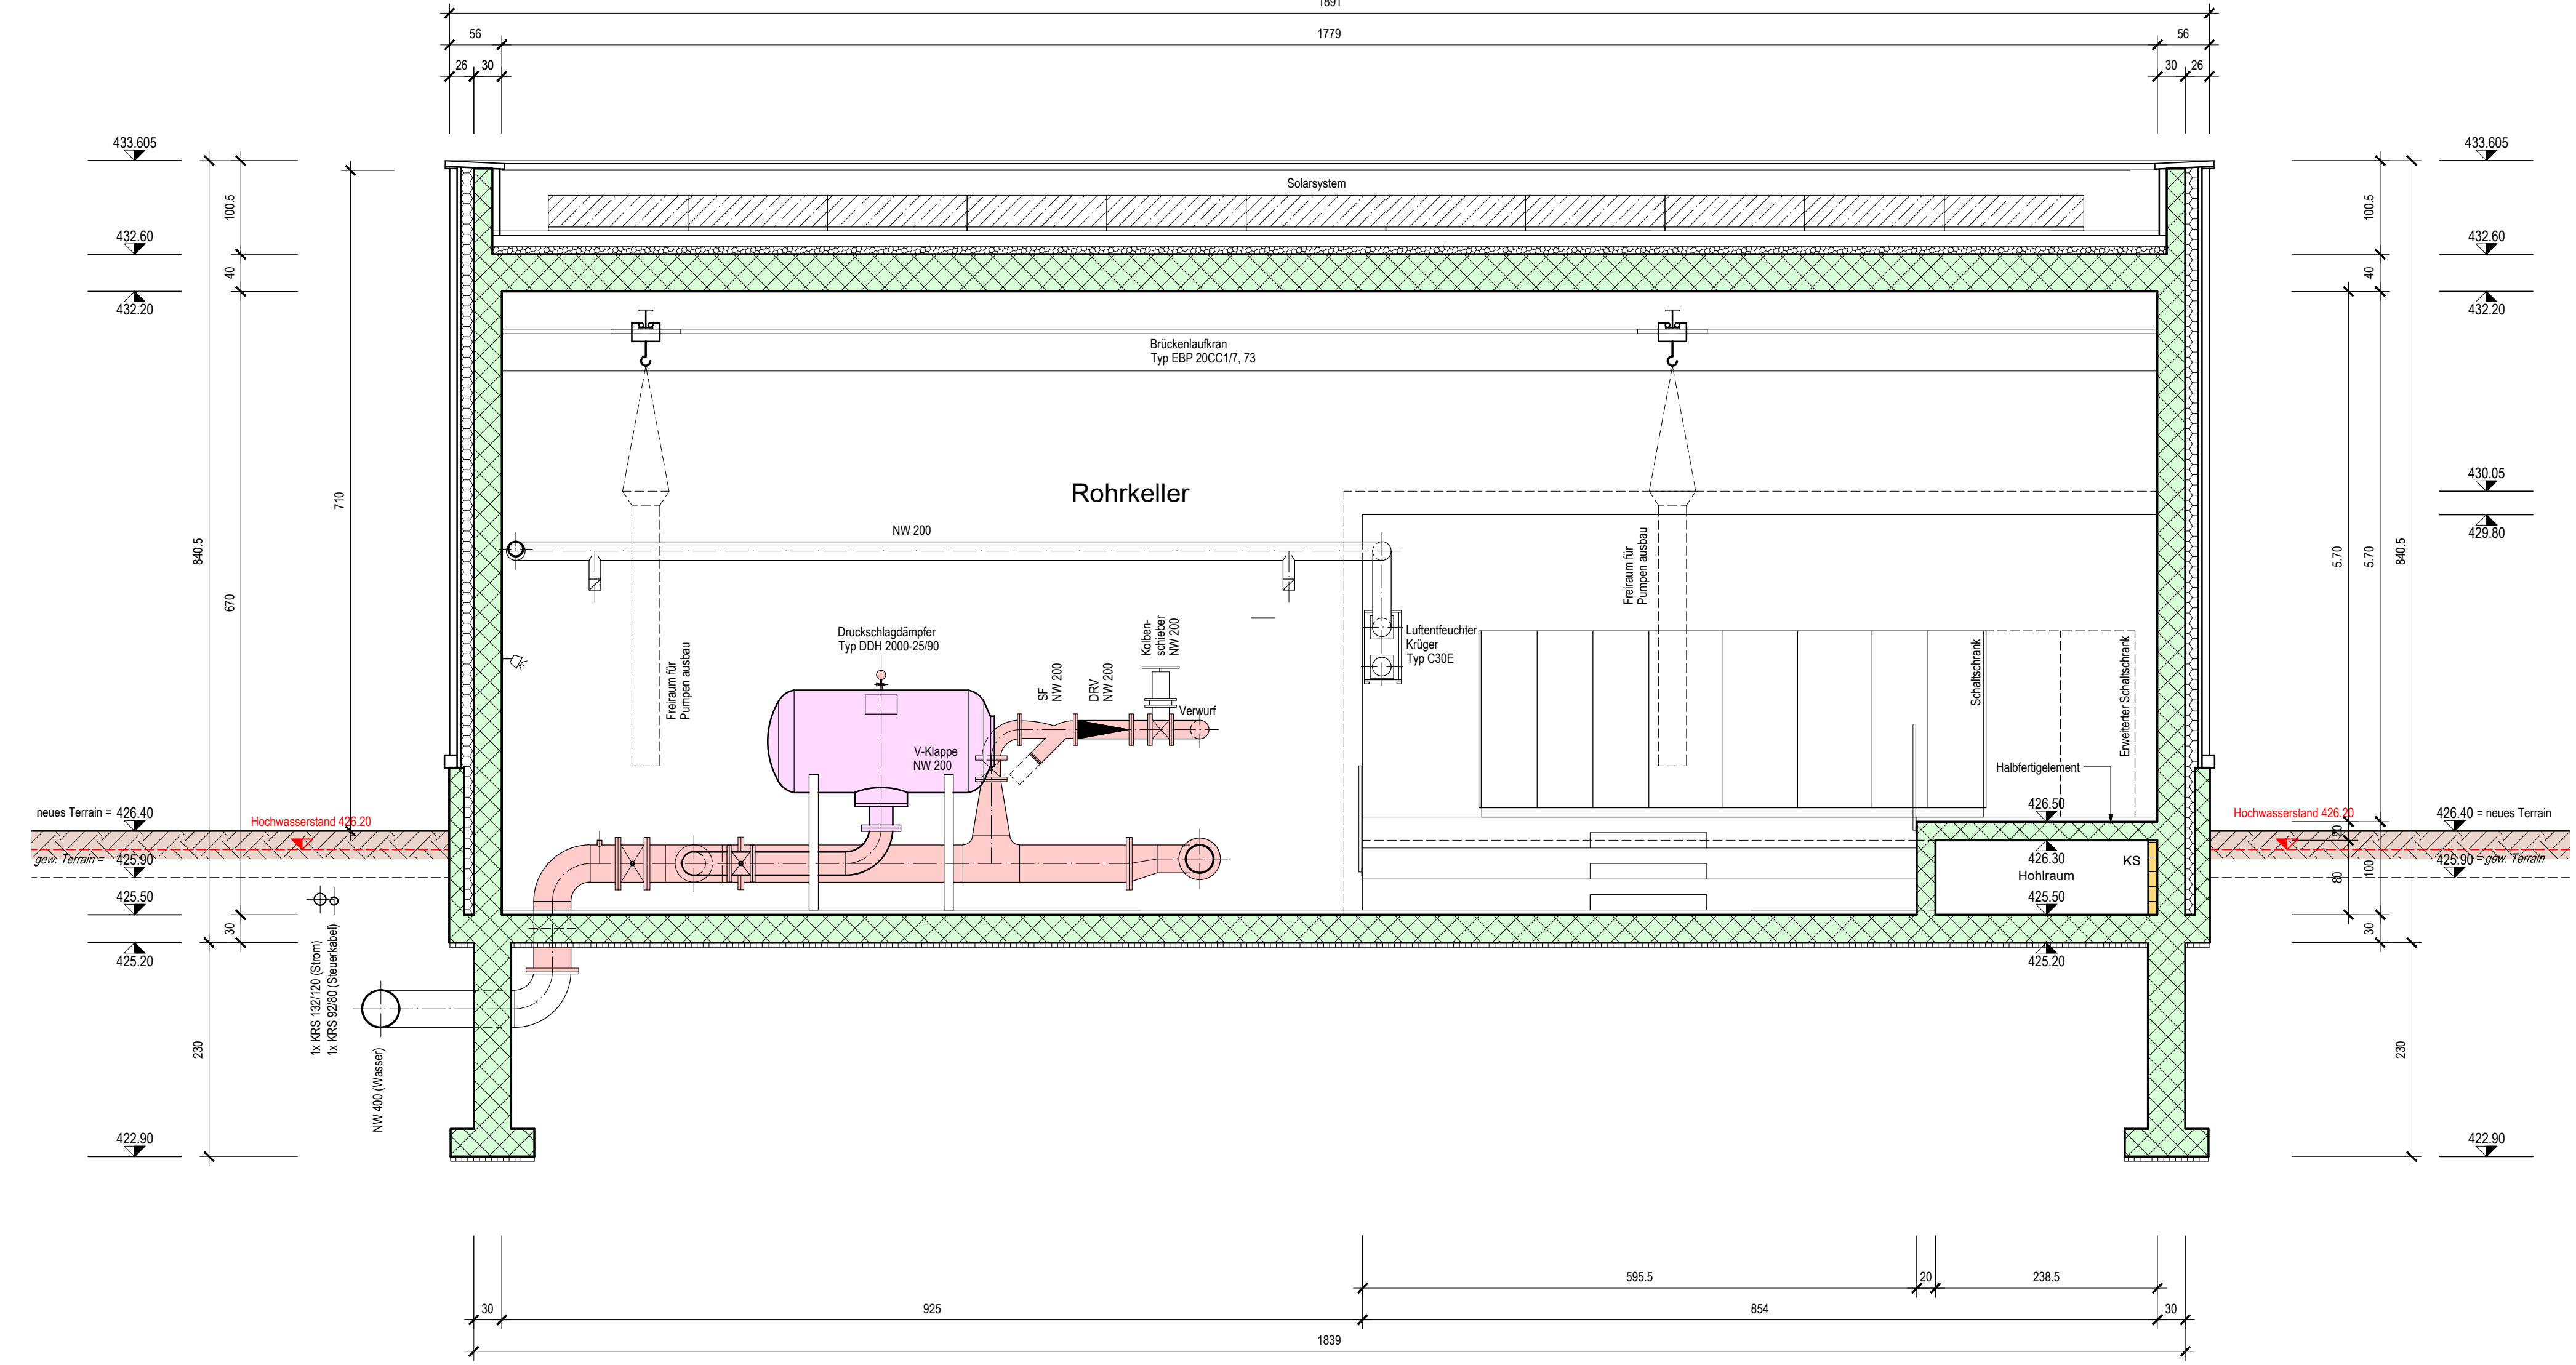 1891
56
1779
56
26
30
30
26
433.605
433.605
Solarsystem
100.5
100.5
432.60
432.60
40
40
432.20
432.20
Brückenlaufkran
Typ EBP 20CC1/7, 73
Rohrkeller
710
430.05
429.80
NW 200
840.5
670
5.70
5.70
840.5
Freiraum für
Pumpen ausbau
Freiraum für
Pumpen ausbau
Druckschlagdämpfer
Typ DDH 2000-25/90
SF
NW 200
DRV
NW 200
Kolben-
schieber
NW 200
Verwurf
V-Klappe
NW 200
Luftentfeuchter
Krüger
Typ C30E
Schaltschrank
Erweiterter Schaltschrank
Halbfertigelement
neues Terrain = 426.40
Hochwasserstand 426.20
gew. Terrain = 425.90
425.50
30
425.20
426.50
426.30
Hohlraum
KS
425.50
425.20
Hochwasserstand 426.20
426.40 = neues Terrain
425.90 = gew. Terrain
20
80
100
30
1x KRS 132/120 (Strom)
1x KRS 92/80 (Steuerkabel)
NW 400 (Wasser)
230
230
422.90
422.90
595.5
20
238.5
30
925
854
30
1839